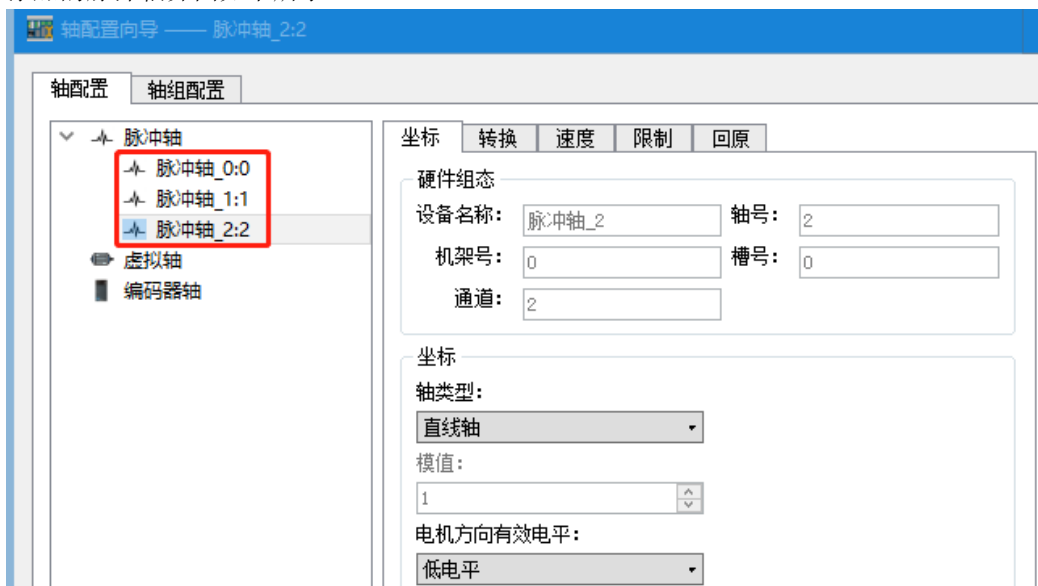 轴配置向导 —— 脉冲轴_2:2
轴配置 轴组配置
脉冲轴
脉冲轴_0:0
脉冲轴_1:1
脉冲轴_2:2
虚拟轴
编码器轴
坐标 转换 速度 限制 回原
硬件组态
设备名称: 脉冲轴_2 轴号: 2
机架号: 0 槽号: 0
通道: 2
坐标
轴类型:
直线轴
模值:
1
电机方向有效电平:
低电平